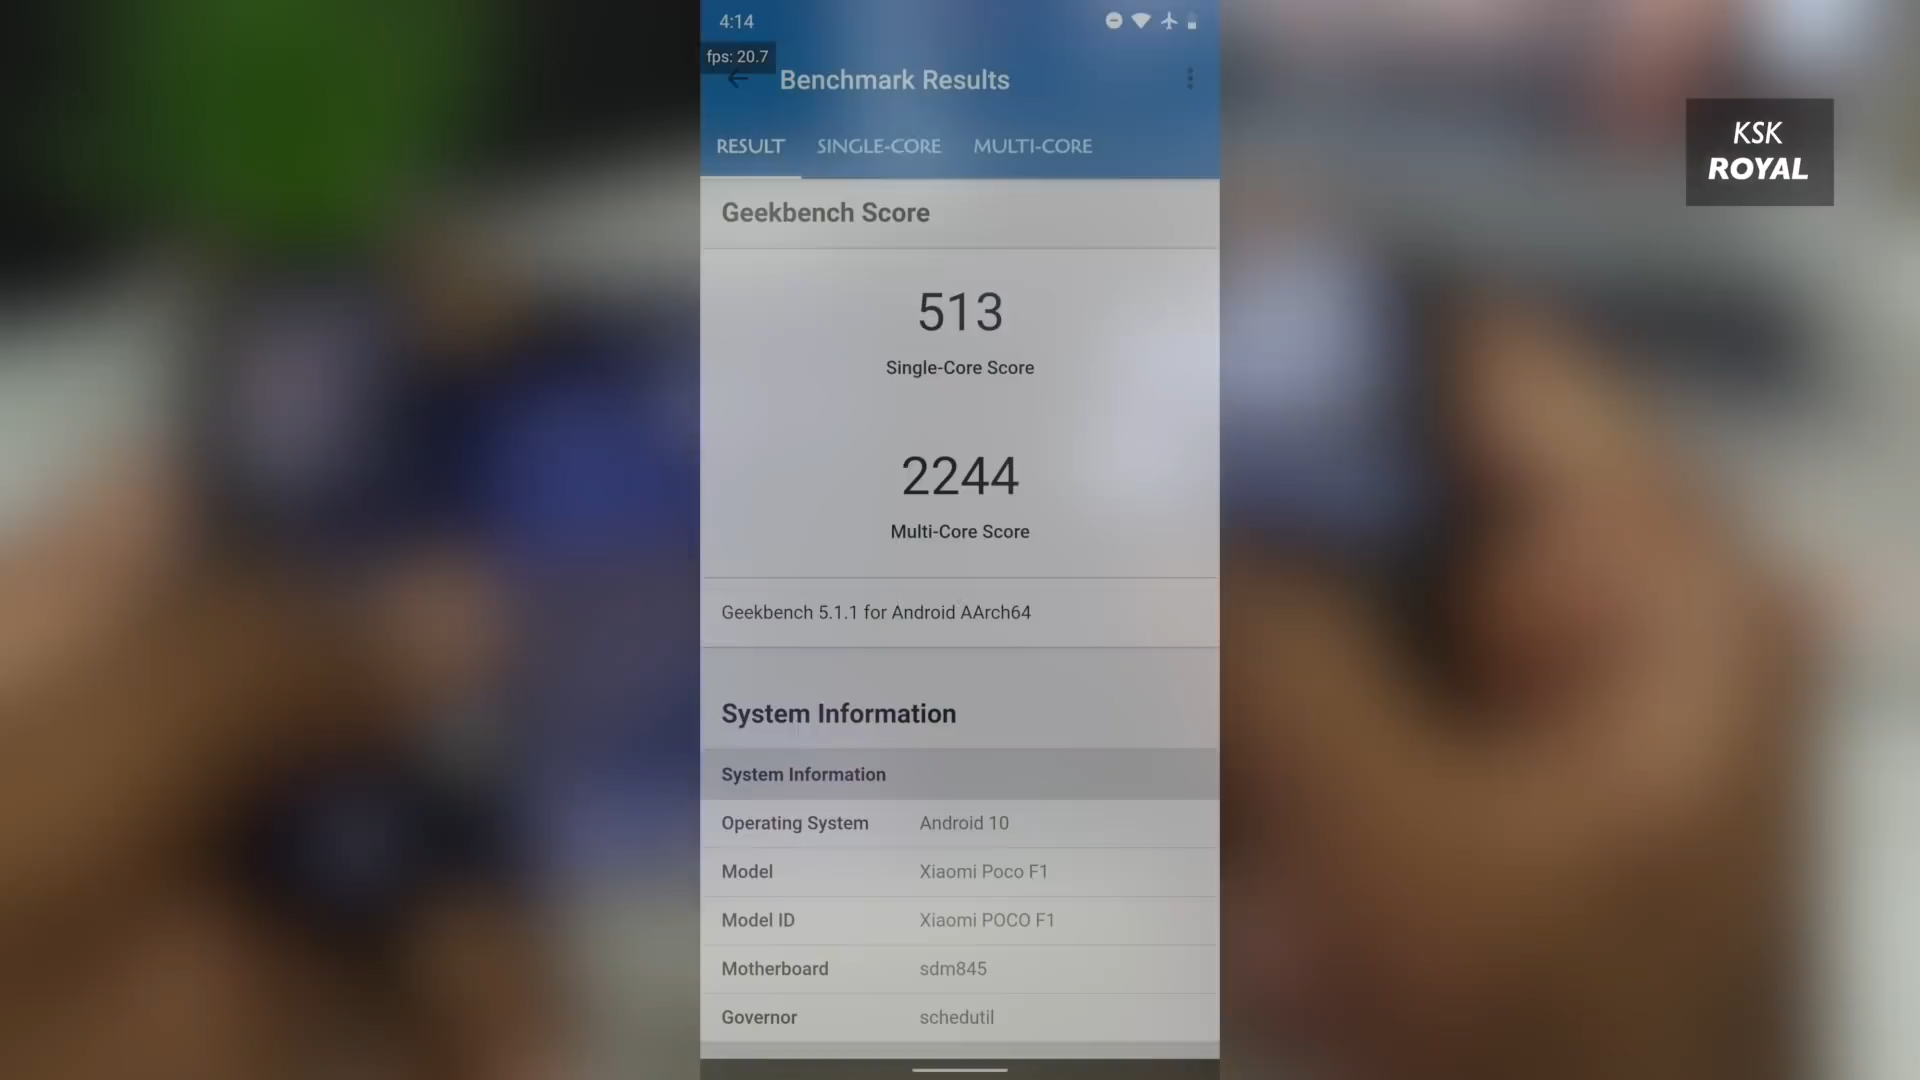 4:14
fps: 20.7
Benchmark Results
RESULT SINGLE-CORE MULTI-CORE
Geekbench Score
513
Single-Core Score
2244
Multi-Core Score
Geekbench 5.1.1 for Android AArch64
System Information
System Information
Operating System Android 10
Model Xiaomi Poco F1
Model ID Xiaomi POCO F1
Motherboard sdm845
Governor schedutil
KSK
ROYAL